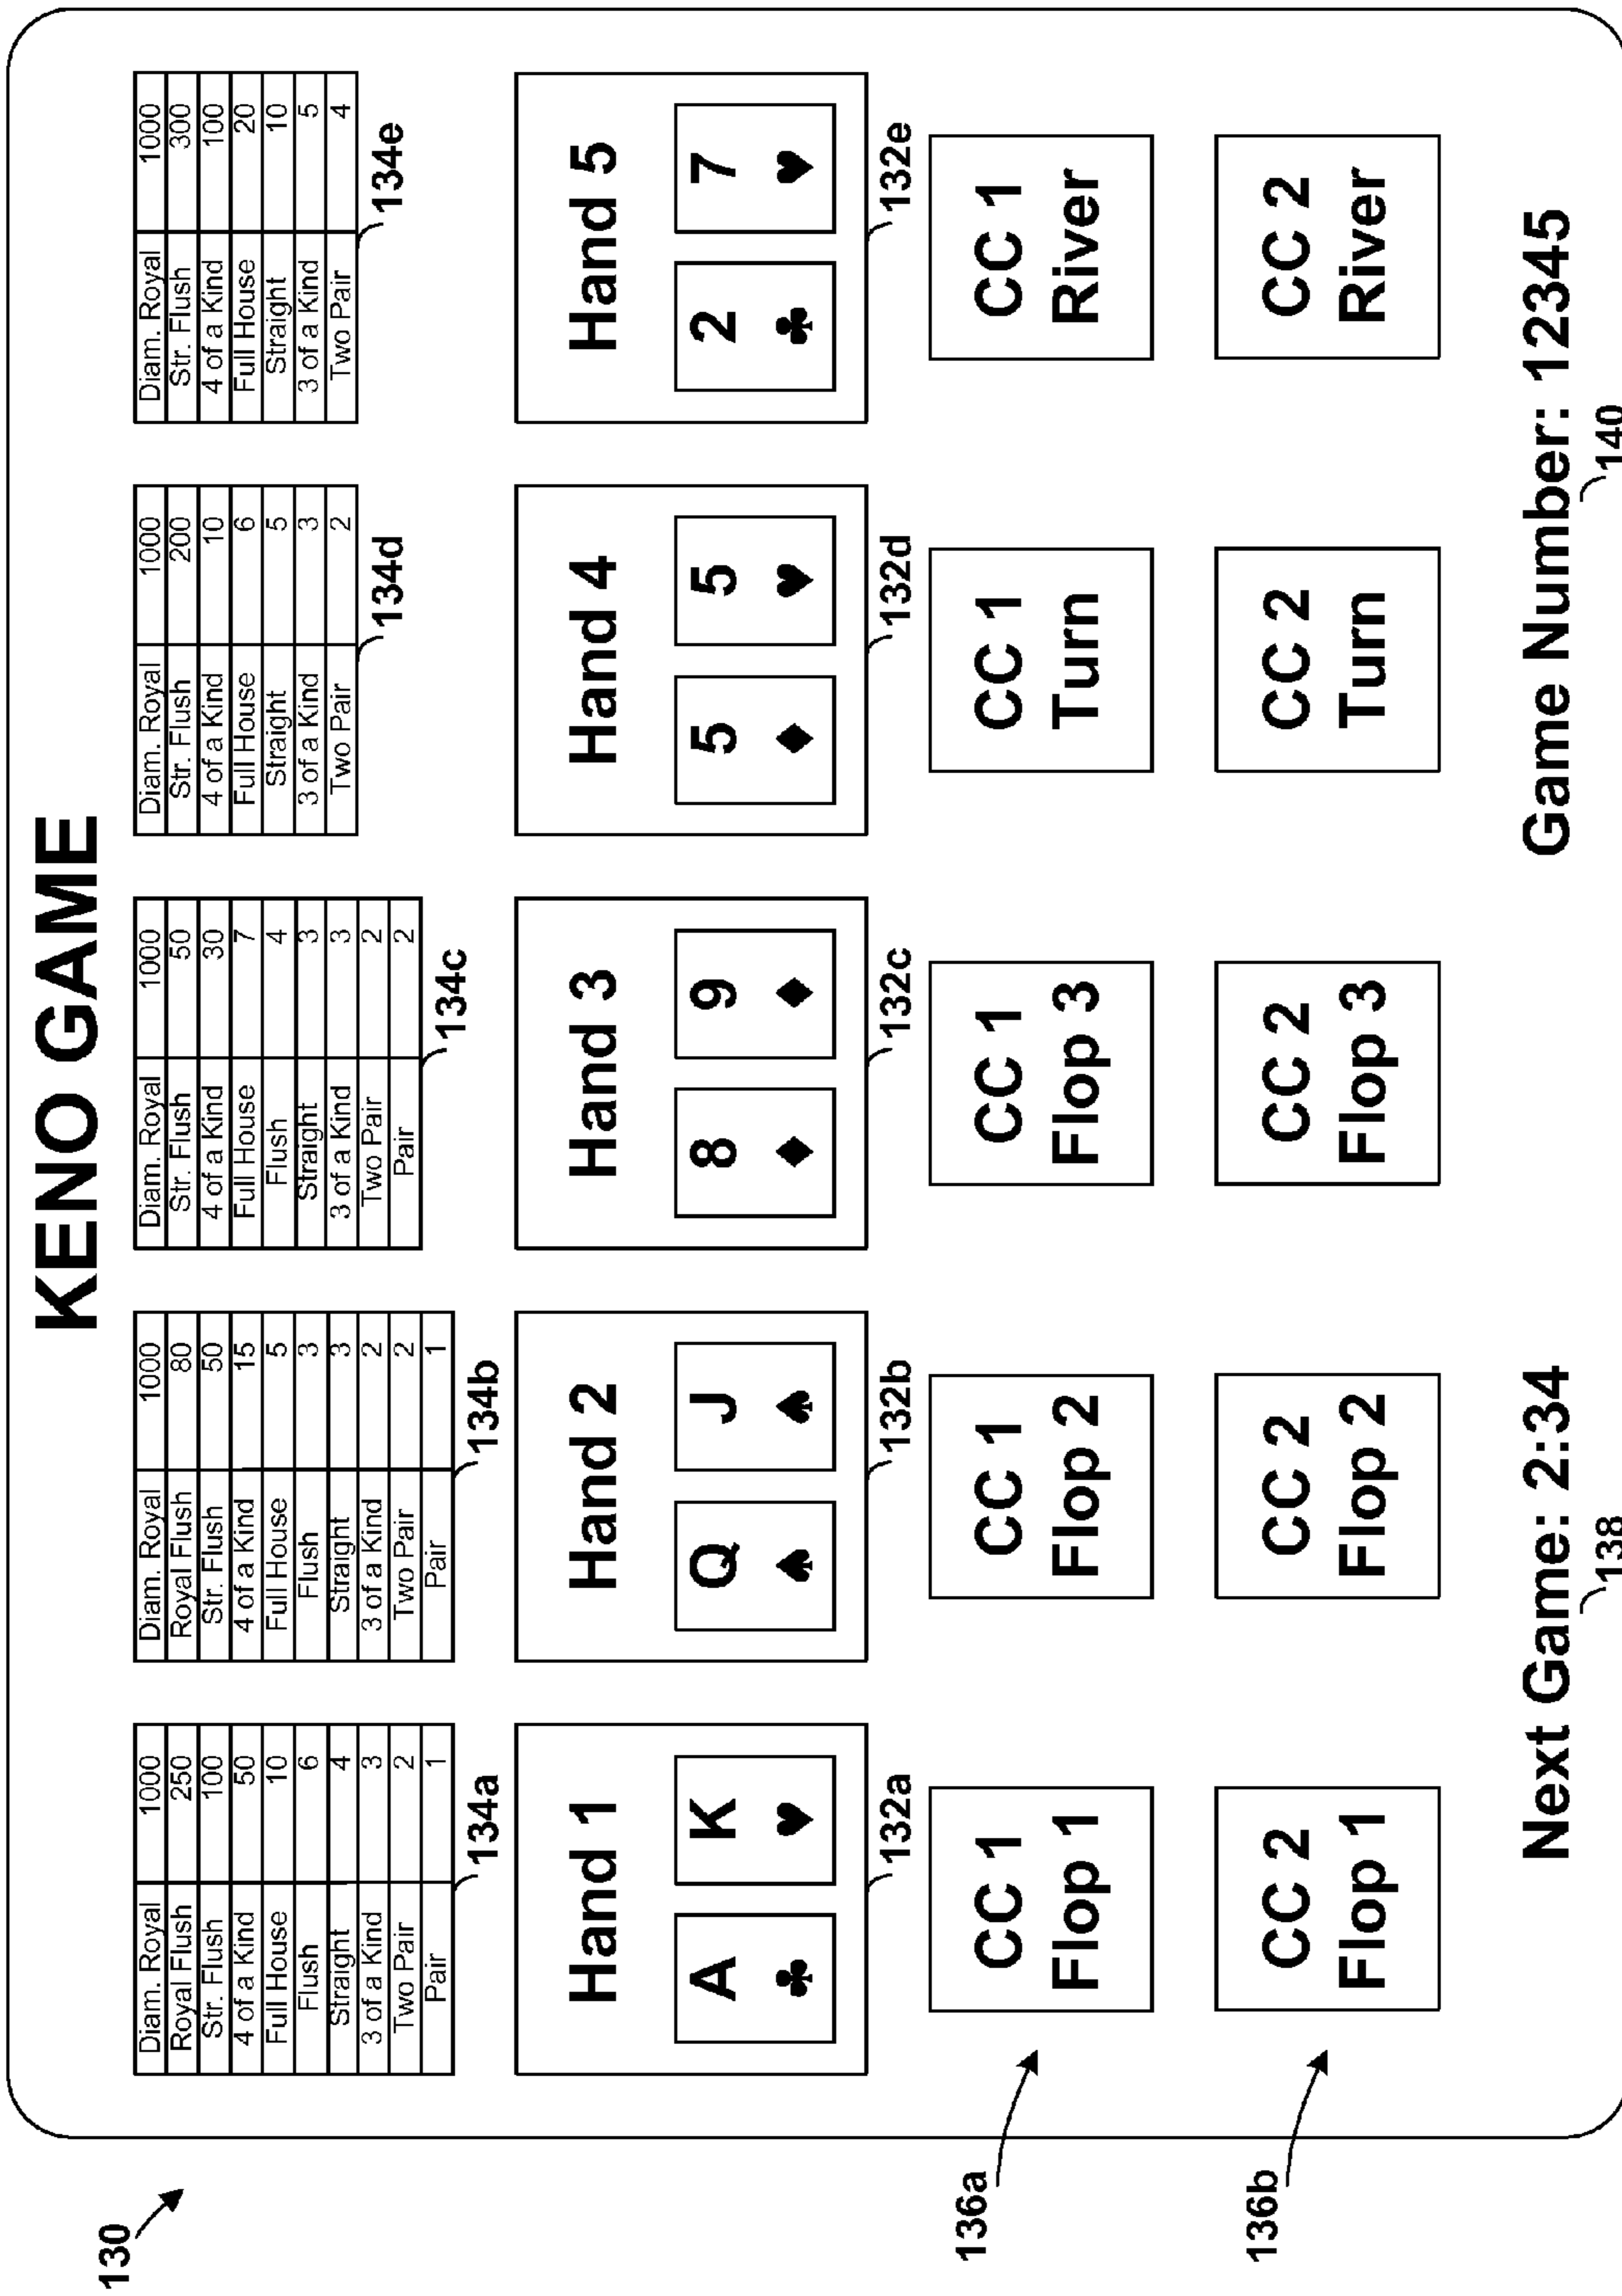 130
KENO GAME
Diam. Royal 1000
Royal Flush 250
Str. Flush 100
4 of a Kind 50
Full House 10
Flush 6
Straight 4
3 of a Kind 3
Two Pair 2
Pair 1
134a
Diam. Royal 1000
Royal Flush 80
Str. Flush 50
4 of a Kind 15
Full House 5
Flush 3
Straight 3
3 of a Kind 2
Two Pair 2
Pair 1
134b
Diam. Royal 1000
Str. Flush 50
4 of a Kind 30
Full House 7
Flush 4
Straight 3
3 of a Kind 3
Two Pair 2
Pair 2
134c
Diam. Royal 1000
Str. Flush 200
4 of a Kind 10
Full House 6
Straight 5
3 of a Kind 3
Two Pair 2
134d
Diam. Royal 1000
Str. Flush 300
4 of a Kind 100
Full House 20
Straight 10
3 of a Kind 5
Two Pair 4
134e
Hand 1
A ♣ K ♥
132a
Hand 2
Q ♠ J ♠
132b
Hand 3
8 ♦ 9 ♦
132c
Hand 4
5 ♦ 5 ♥
132d
Hand 5
2 ♣ 7 ♥
132e
136a
CC 1
Flop 1
CC 1
Flop 2
CC 1
Flop 3
CC 1
Turn
CC 1
River
136b
CC 2
Flop 1
CC 2
Flop 2
CC 2
Flop 3
CC 2
Turn
CC 2
River
Next Game: 2:34
138
Game Number: 12345
140